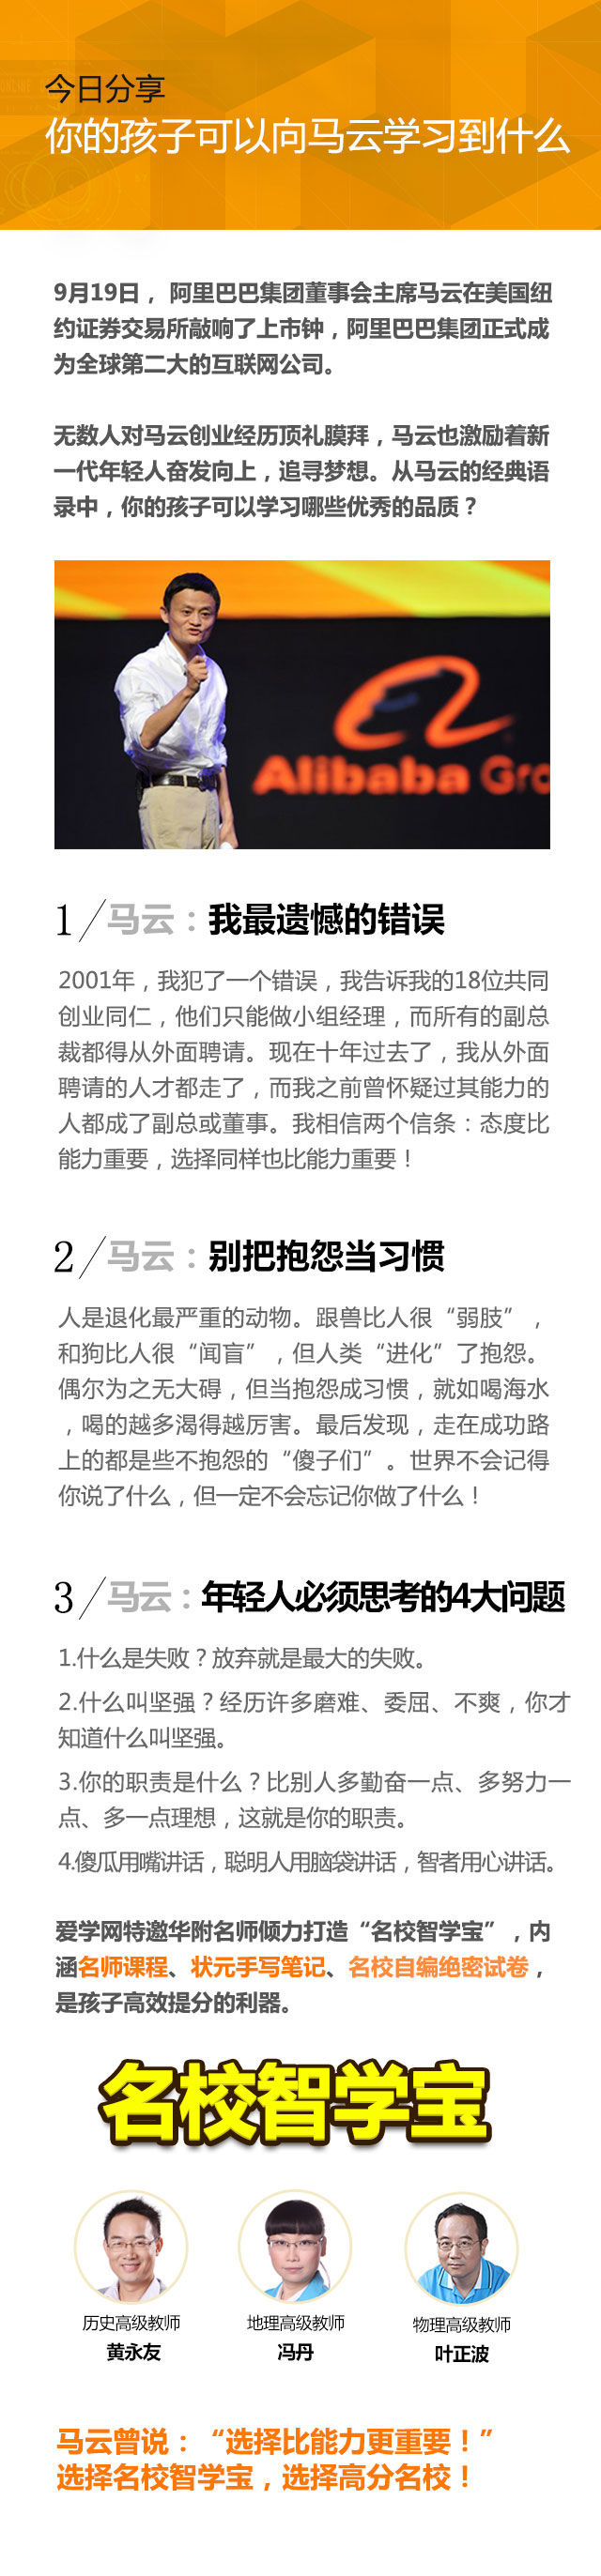 今日分享
你的孩子可以向马云学习到什么
9月19日， 阿里巴巴集团董事会主席马云在美国纽
约证券交易所敲响了上市钟，阿里巴巴集团正式成
为全球第二大的互联网公司。
无数人对马云创业经历顶礼膜拜，马云也激励着新
一代年轻人奋发向上，追寻梦想。从马云的经典语
录中，你的孩子可以学习哪些优秀的品质？
Alibaba Gro
1/马云：我最遗憾的错误
2001年，我犯了一个错误，我告诉我的18位共同
创业同仁，他们只能做小组经理，而所有的副总
裁都得从外面聘请。现在十年过去了，我从外面
聘请的人才都走了，而我之前曾怀疑过其能力的
人都成了副总或董事。我相信两个信条：态度比
能力重要，选择同样也比能力重要！
2/马云：别把抱怨当习惯
人是退化最严重的动物。跟兽比人很“弱肢”，
和狗比人很“闻盲”，但人类“进化”了抱怨。
偶尔为之无大碍，但当抱怨成习惯，就如喝海水
，喝的越多渴得越厉害。最后发现，走在成功路
上的都是些不抱怨的“傻子们”。世界不会记得
你说了什么，但一定不会忘记你做了什么！
3/马云：年轻人必须思考的4大问题
1.什么是失败？放弃就是最大的失败。
2.什么叫坚强？经历许多磨难、委屈、不爽，你才
知道什么叫坚强。
3.你的职责是什么？比别人多勤奋一点、多努力一
点、多一点理想，这就是你的职责。
4.傻瓜用嘴讲话，聪明人用脑袋讲话，智者用心讲话。
爱学网特邀华附名师倾力打造“名校智学宝”，内
涵名师课程、状元手写笔记、名校自编绝密试卷，
是孩子高效提分的利器。
名校智学宝
历史高级教师 地理高级教师 物理高级教师
黄永友 冯丹 叶正波
马云曾说：“选择比能力更重要！”
选择名校智学宝，选择高分名校！